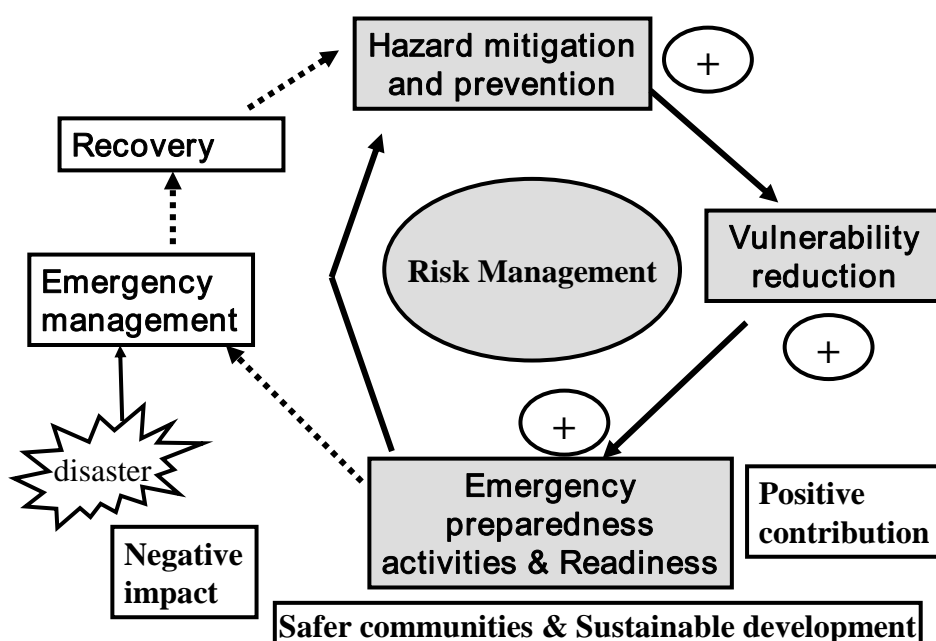 Hazard mitigation
and prevention
+
Recovery
Vulnerability
reduction
Risk Management
Emergency
management
+
+
disaster
Emergency
preparedness
activities & Readiness
Positive
contribution
Negative
impact
Safer communities & Sustainable development